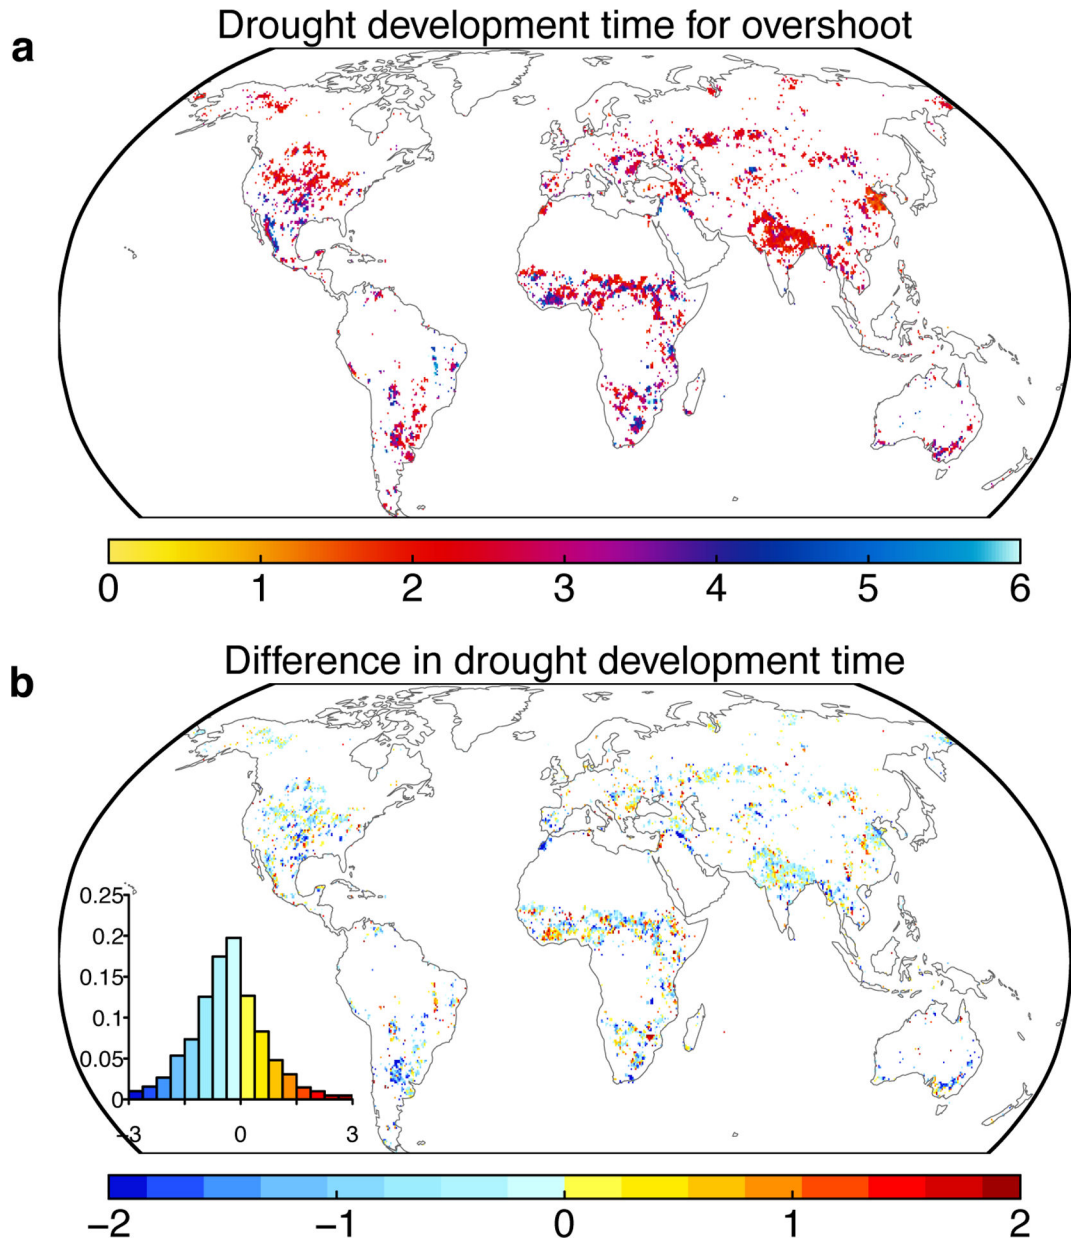 Drought development time for overshoot
a
0 1 2 3 4 5 6
Difference in drought development time
b
0.25
0.2
0.15
0.1
0.05
0
-3 0 3
−2 −1 0 1 2